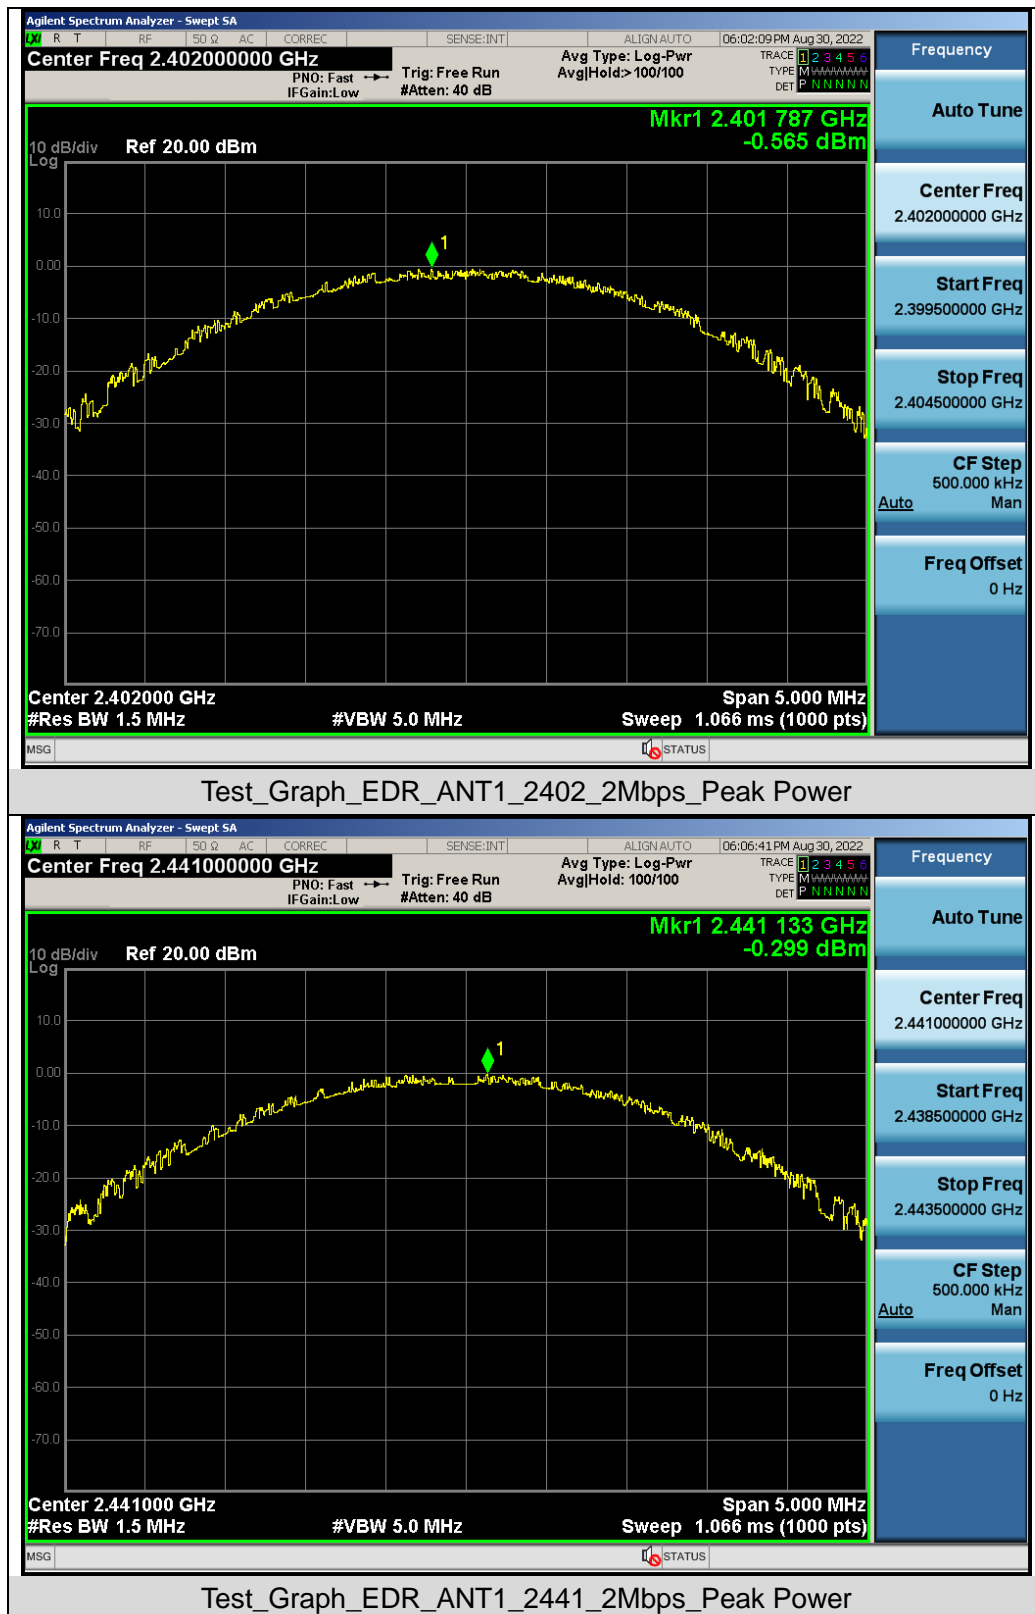 Agilent Spectrum Analyzer - Swept SA
LXI R T RF 50 Ω AC CORREC SENSE:INT ALIGN AUTO 06:02:09 PM Aug 30, 2022
Center Freq 2.402000000 GHz
PNO: Fast
IFGain:Low
Trig: Free Run
#Atten: 40 dB
Avg Type: Log-Pwr
Avg|Hold:> 100/100
TRACE 1 2 3 4 5 6
TYPE M
DET P N N N N N
Mkr1 2.401 787 GHz
-0.565 dBm
10 dB/div Ref 20.00 dBm
Log
10.0
1
0.00
-10.0
-20.0
-30.0
-40.0
-50.0
-60.0
-70.0
Center 2.402000 GHz Span 5.000 MHz
#Res BW 1.5 MHz #VBW 5.0 MHz Sweep 1.066 ms (1000 pts)
MSG STATUS
Frequency
Auto Tune
Center Freq
2.402000000 GHz
Start Freq
2.399500000 GHz
Stop Freq
2.404500000 GHz
CF Step
500.000 kHz
Auto Man
Freq Offset
0 Hz
Test_Graph_EDR_ANT1_2402_2Mbps_Peak Power
Agilent Spectrum Analyzer - Swept SA
LXI R T RF 50 Ω AC CORREC SENSE:INT ALIGN AUTO 06:06:41 PM Aug 30, 2022
Center Freq 2.441000000 GHz
PNO: Fast
IFGain:Low
Trig: Free Run
#Atten: 40 dB
Avg Type: Log-Pwr
Avg|Hold: 100/100
TRACE 1 2 3 4 5 6
TYPE M
DET P N N N N N
Mkr1 2.441 133 GHz
-0.299 dBm
10 dB/div Ref 20.00 dBm
Log
10.0
1
0.00
-10.0
-20.0
-30.0
-40.0
-50.0
-60.0
-70.0
Center 2.441000 GHz Span 5.000 MHz
#Res BW 1.5 MHz #VBW 5.0 MHz Sweep 1.066 ms (1000 pts)
MSG STATUS
Frequency
Auto Tune
Center Freq
2.441000000 GHz
Start Freq
2.438500000 GHz
Stop Freq
2.443500000 GHz
CF Step
500.000 kHz
Auto Man
Freq Offset
0 Hz
Test_Graph_EDR_ANT1_2441_2Mbps_Peak Power